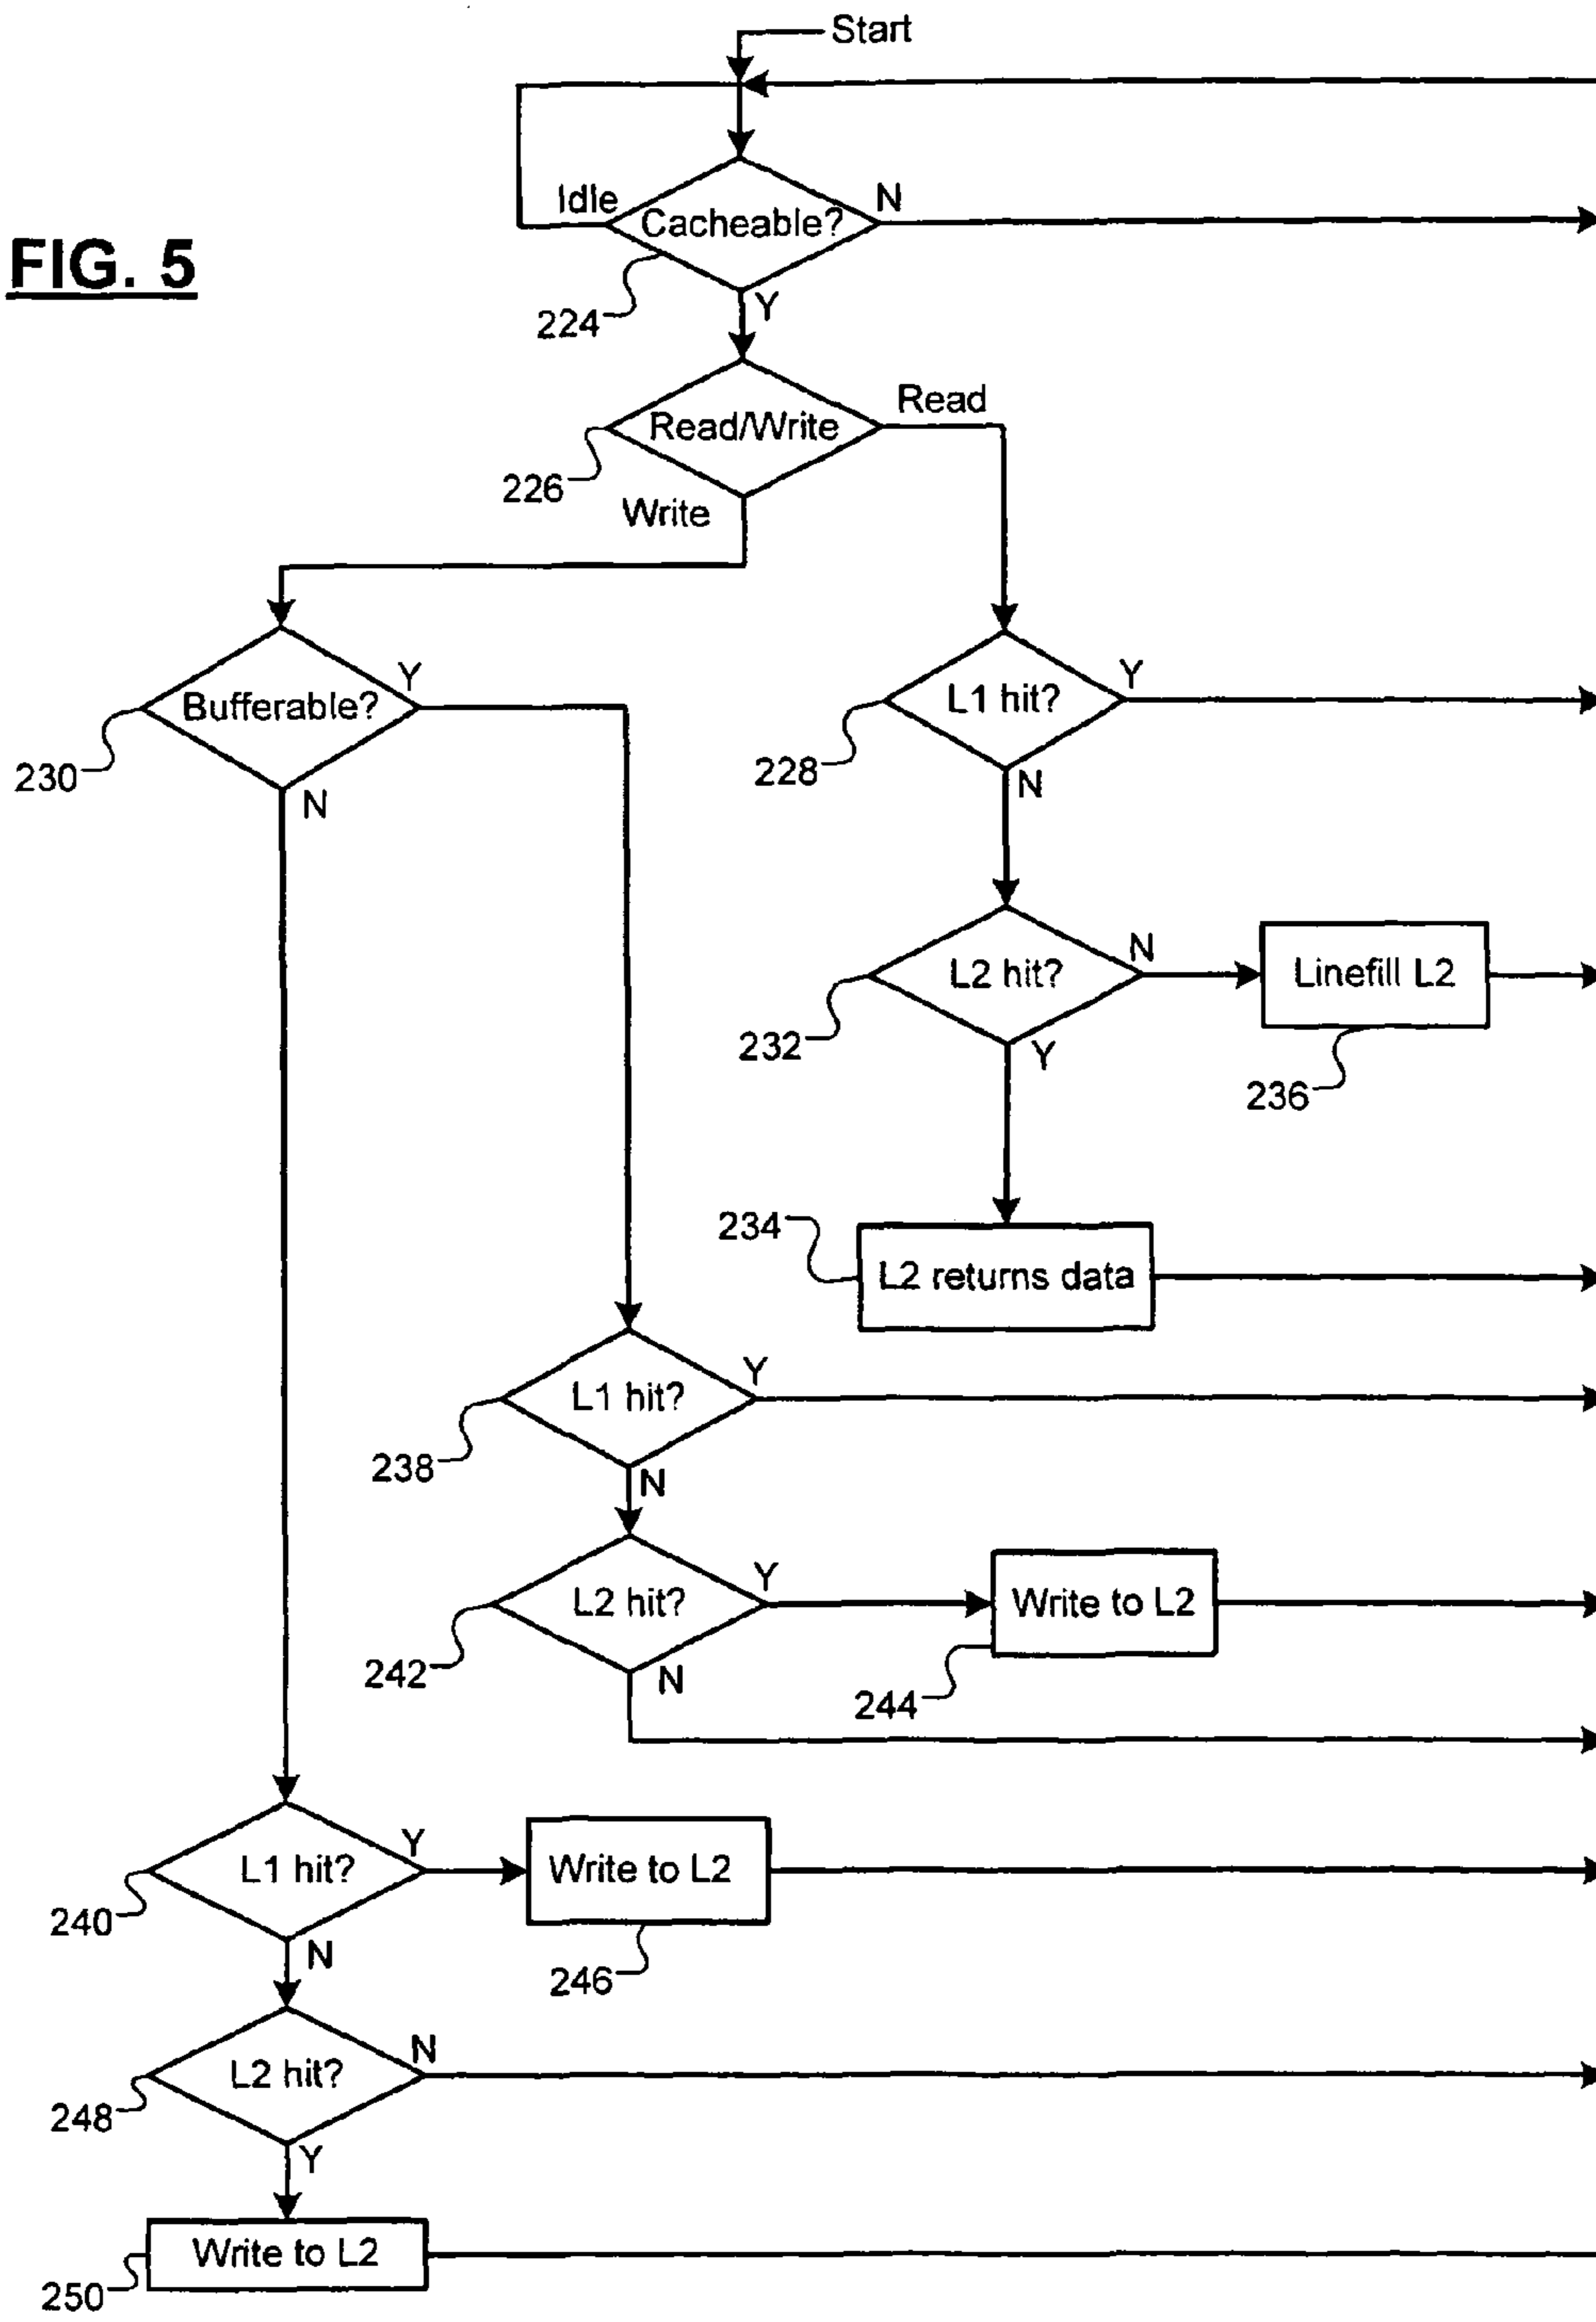 Start
Idle
N
Cacheable?
FIG. 5
224
Y
Read
Read/Write
226
Write
Y
Bufferable?
230
N
Y
L1 hit?
228
N
N
L2 hit?
Linefill L2
232
Y
236
234
L2 returns data
Y
L1 hit?
238
N
Y
L2 hit?
Write to L2
242
N
244
Y
L1 hit?
Write to L2
240
N
246
N
L2 hit?
248
Y
Write to L2
250